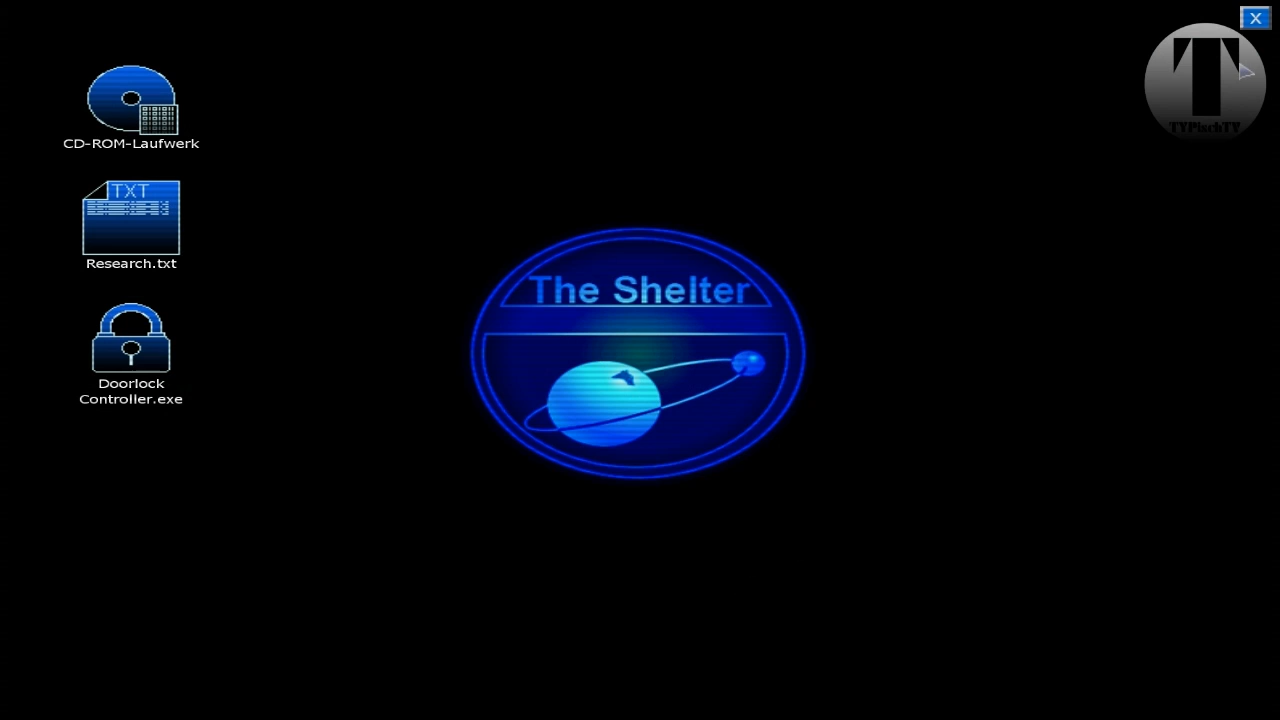 X
TYPischTV
CD-ROM-Laufwerk
TXT
Research.txt
Doorlock
Controller.exe
The Shelter